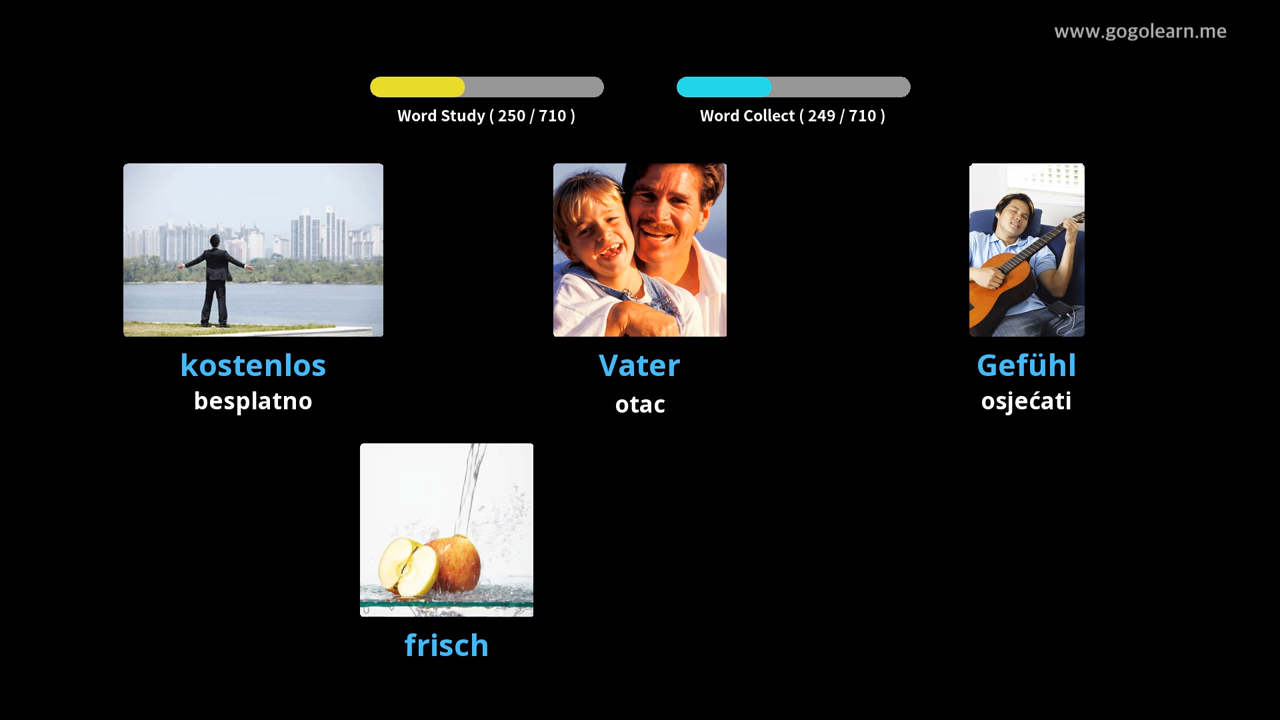 www.gogolearn.me
Word Study ( 250 / 710 )
Word Collect ( 249 / 710 )
kostenlos
besplatno
Vater
otac
Gefühl
osjećati
frisch